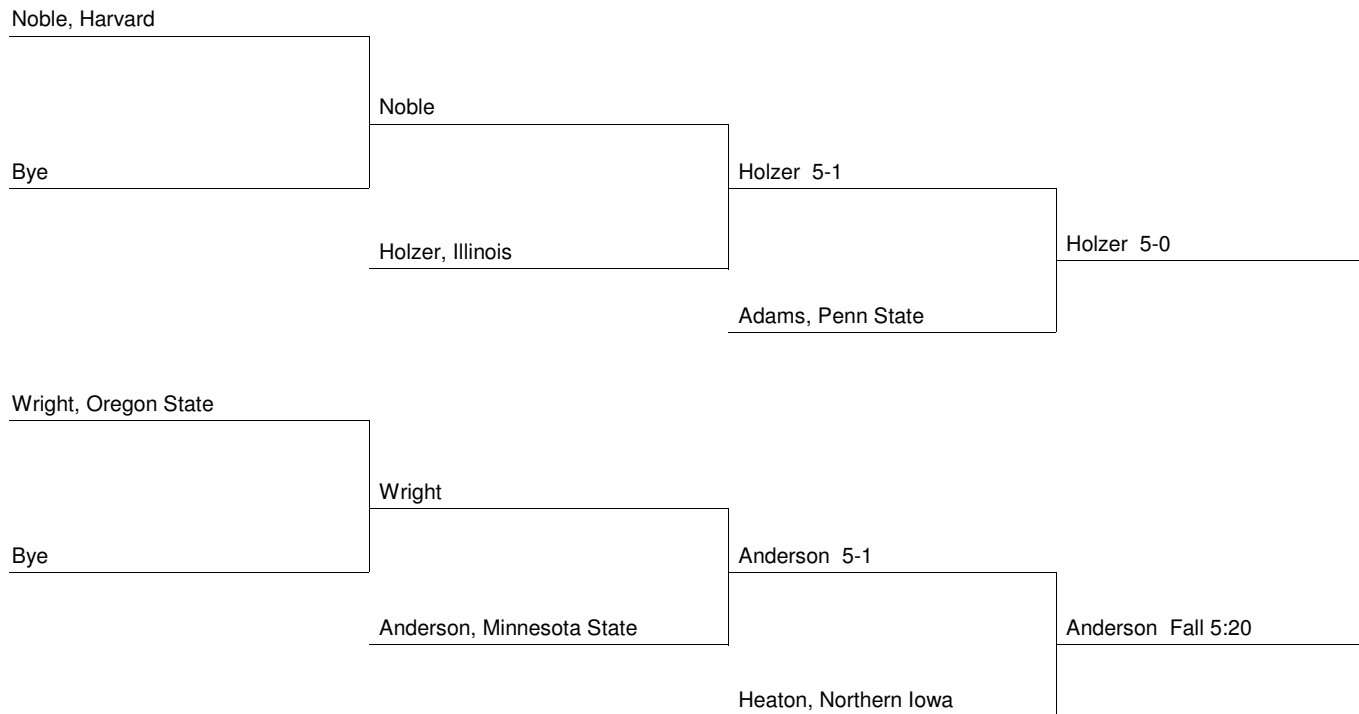 Noble, Harvard
Noble
Bye
Holzer 5-1
Holzer, Illinois
Holzer 5-0
Adams, Penn State
Wright, Oregon State
Wright
Bye
Anderson 5-1
Anderson, Minnesota State
Anderson Fall 5:20
Heaton, Northern Iowa